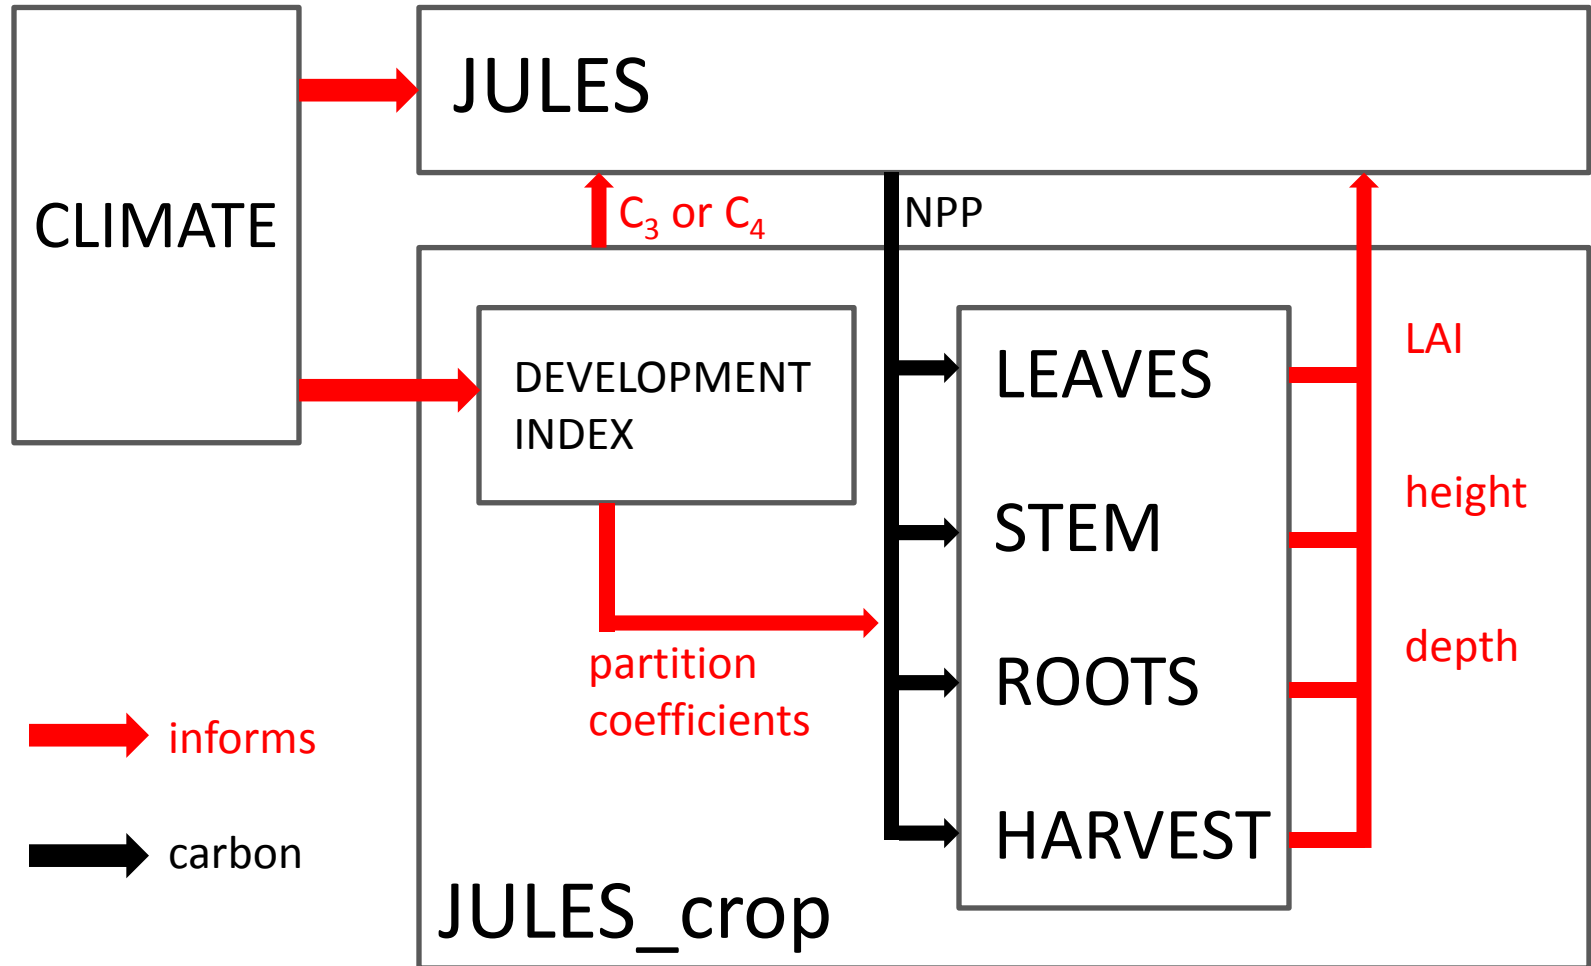 JULES
CLIMATE
C₃ or C₄
NPP
DEVELOPMENT
INDEX
LEAVES
LAI
STEM
height
partition
coefficients
ROOTS
depth
HARVEST
informs
carbon
JULES_crop